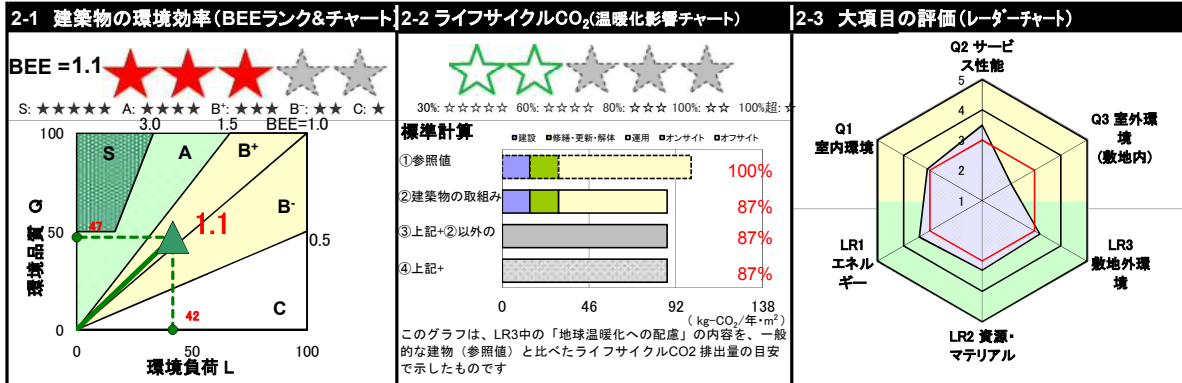 2-1 建築物の環境効率(BEEランク&チャート)
BEE =1.1
S: ★★★★★ A: ★★★★ B⁺: ★★★ B⁻: ★★ C: ★
3.0 1.5 BEE=1.0
100
S A B⁺
B⁻
1.1
47
50
0.5
環境品質 Q
42
C
0
0 50 100
環境負荷 L
2-2 ライフサイクルCO₂(温暖化影響チャート)
30%: ☆☆☆☆☆ 60%: ☆☆☆☆ 80%: ☆☆☆ 100%: ☆☆ 100%超: ☆
標準計算
建設 修繕・更新・解体 運用 オンサイト オフサイト
①参照値 100%
②建築物の取組み 87%
③上記+②以外の 87%
④上記+ 87%
0 46 92 138
( kg-CO₂/年・m²)
このグラフは、LR3中の「地球温暖化への配慮」の内容を、一般
的な建物（参照値）と比べたライフサイクルCO2 排出量の目安
で示したものです
2-3 大項目の評価(レーダーチャート)
Q2 サービ
ス性能
5
4
3
2
1
Q1
室内環境
Q3 室外環
境
(敷地内)
LR1
エネル
ギー
LR3
敷地外環
境
LR2 資源・
マテリアル